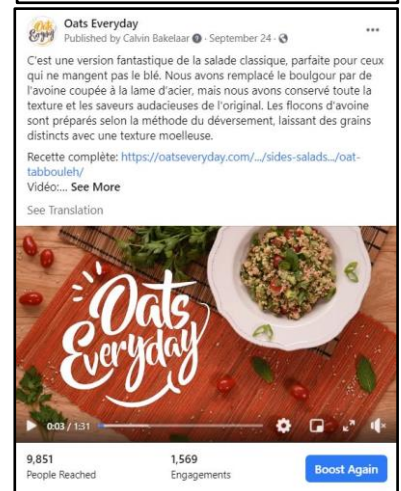 Oats Everyday
Published by Calvin Bakelaar · September 24 ·
C'est une version fantastique de la salade classique, parfaite pour ceux
qui ne mangent pas le blé. Nous avons remplacé le boulgour par de
l'avoine coupée à la lame d'acier, mais nous avons conservé toute la
texture et les saveurs audacieuses de l'original. Les flocons d'avoine
sont préparés selon la méthode du déversement, laissant des grains
distincts avec une texture moelleuse.
Recette complète: https://oatseveryday.com/.../sides-salads.../oat-
tabbouleh/
Vidéo:... See More
See Translation
Oats
Everyday
0:03 / 1:31
9,851
People Reached
1,569
Engagements
Boost Again